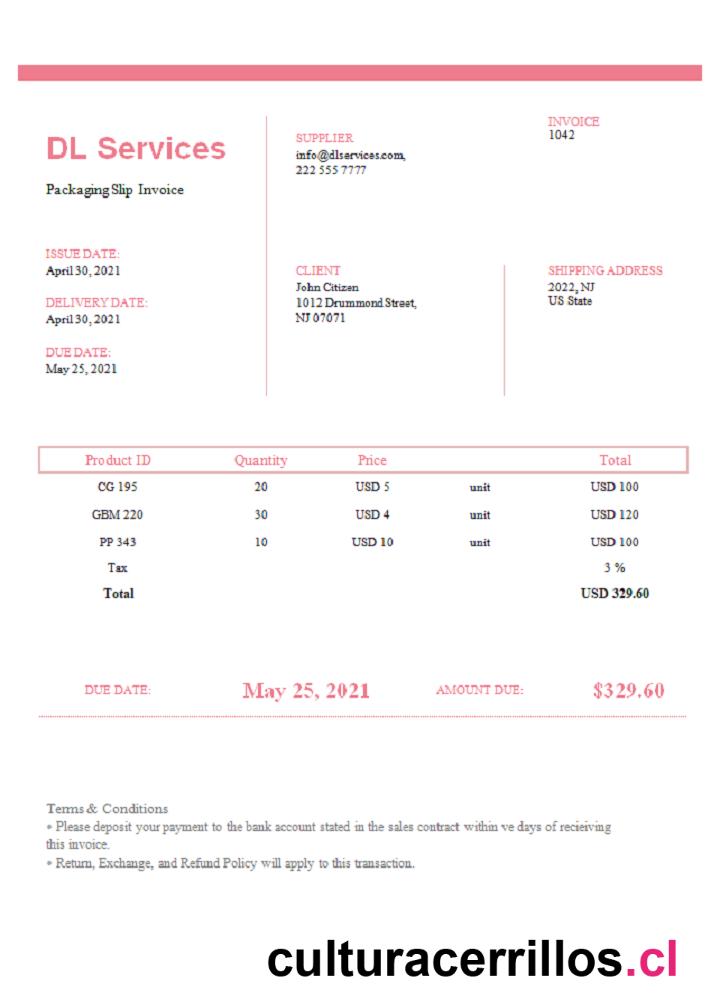 DL Services
Packaging Slip Invoice
ISSUE DATE:
April 30, 2021
DELIVERY DATE:
April 30, 2021
DUE DATE:
May 25, 2021
SUPPLIER
info@dlservices.com,
222 555 7777
INVOICE
1042
CLIENT
John Citizen
1012 Drummond Street,
NJ 07071
SHIPPING ADDRESS
2022, NJ
US State
Product ID Quantity Price Total
CG 195 20 USD 5 unit USD 100
GBM 220 30 USD 4 unit USD 120
PP 343 10 USD 10 unit USD 100
Tax 3 %
Total USD 329.60
DUE DATE: May 25, 2021 AMOUNT DUE: $329.60
Terms & Conditions
• Please deposit your payment to the bank account stated in the sales contract within ve days of recieiving
this invoice.
• Return, Exchange, and Refund Policy will apply to this transaction.
culturacerrillos.cl